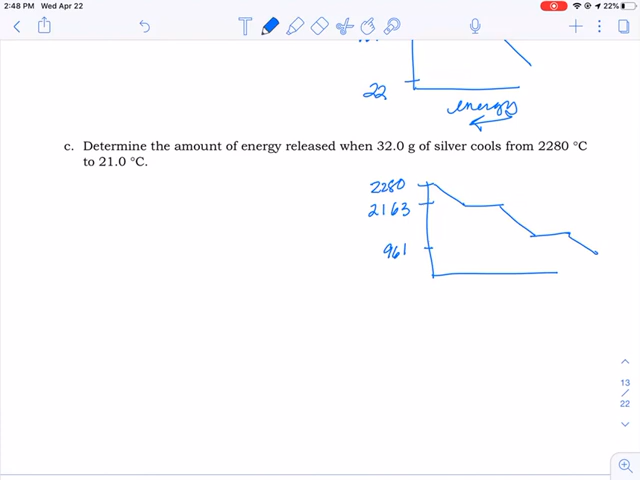 2:48 PM Wed Apr 22
22%
T
22
energy
c. Determine the amount of energy released when 32.0 g of silver cools from 2280 °C
to 21.0 °C.
2280
2163
961
13
/
22